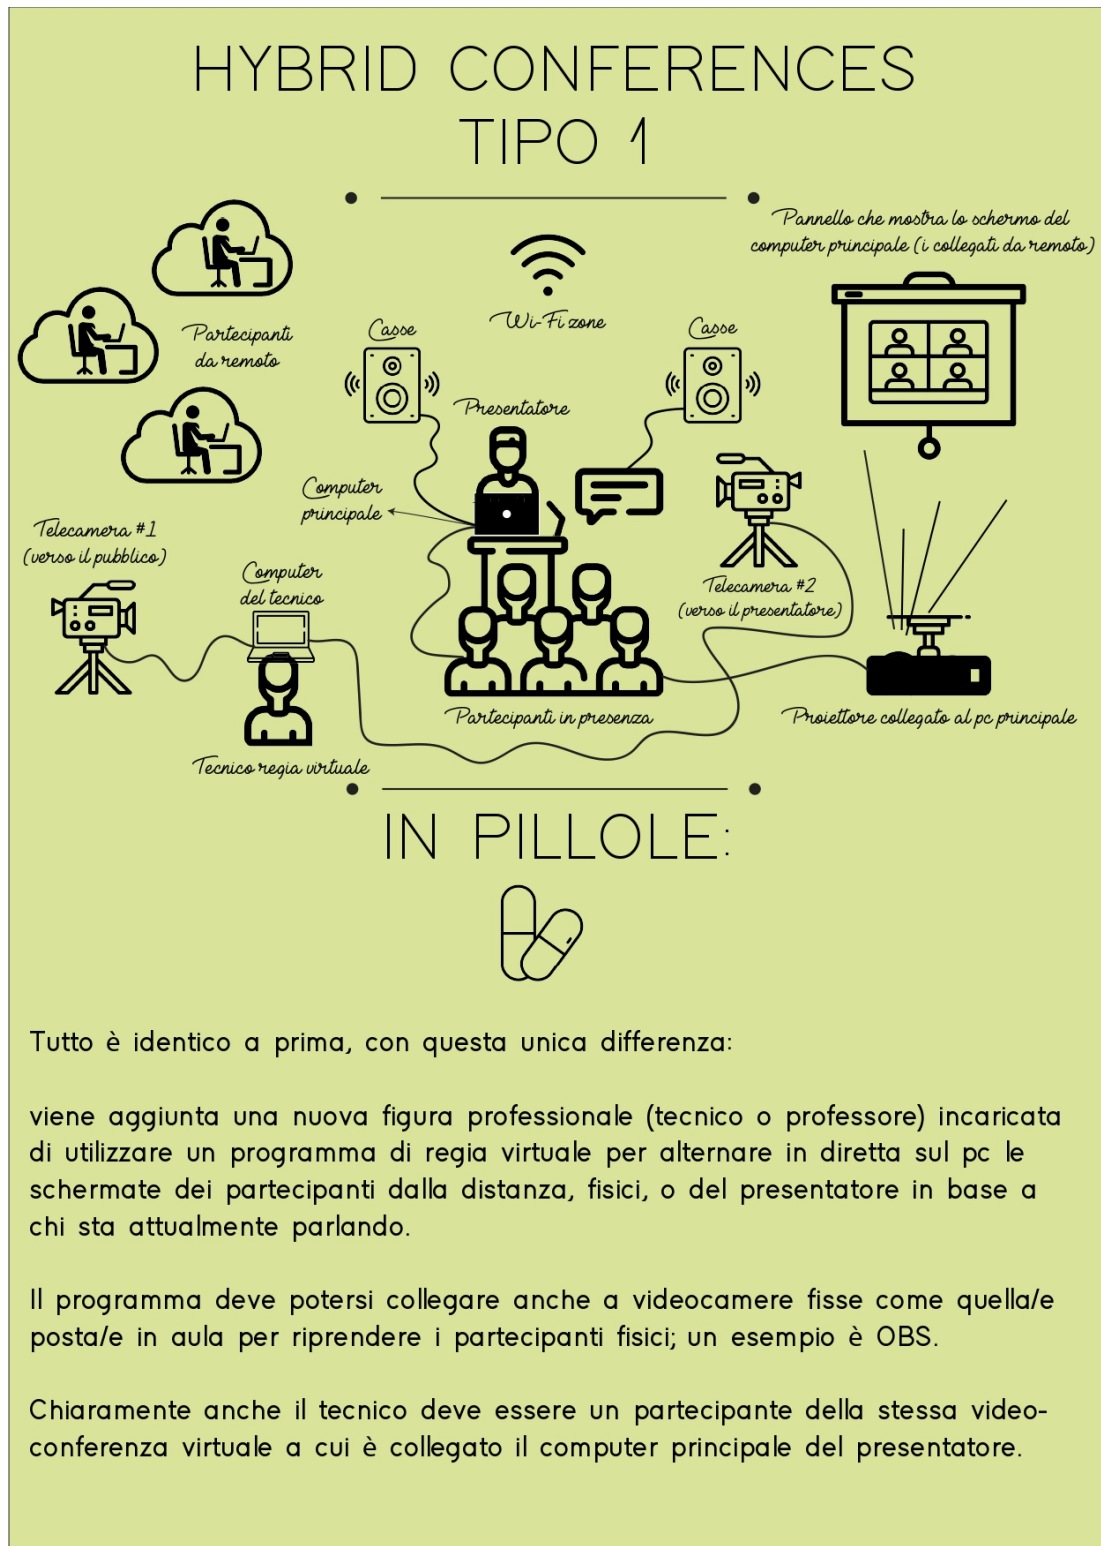 HYBRID CONFERENCES
TIPO 1
Pannello che mostra lo schermo del
computer principale (i collegati da remoto)
Partecipanti
da remoto
Wi-Fi zone
Casse
Casse
Presentatore
Computer
principale
Telecamera #1
(verso il pubblico)
Computer
del tecnico
Telecamera #2
(verso il presentatore)
Partecipanti in presenza
Proiettore collegato al pc principale
Tecnico regia virtuale
IN PILLOLE:
Tutto è identico a prima, con questa unica differenza:
viene aggiunta una nuova figura professionale (tecnico o professore) incaricata
di utilizzare un programma di regia virtuale per alternare in diretta sul pc le
schermate dei partecipanti dalla distanza, fisici, o del presentatore in base a
chi sta attualmente parlando.
Il programma deve potersi collegare anche a videocamere fisse come quella/e
posta/e in aula per riprendere i partecipanti fisici; un esempio è OBS.
Chiaramente anche il tecnico deve essere un partecipante della stessa video-
conferenza virtuale a cui è collegato il computer principale del presentatore.